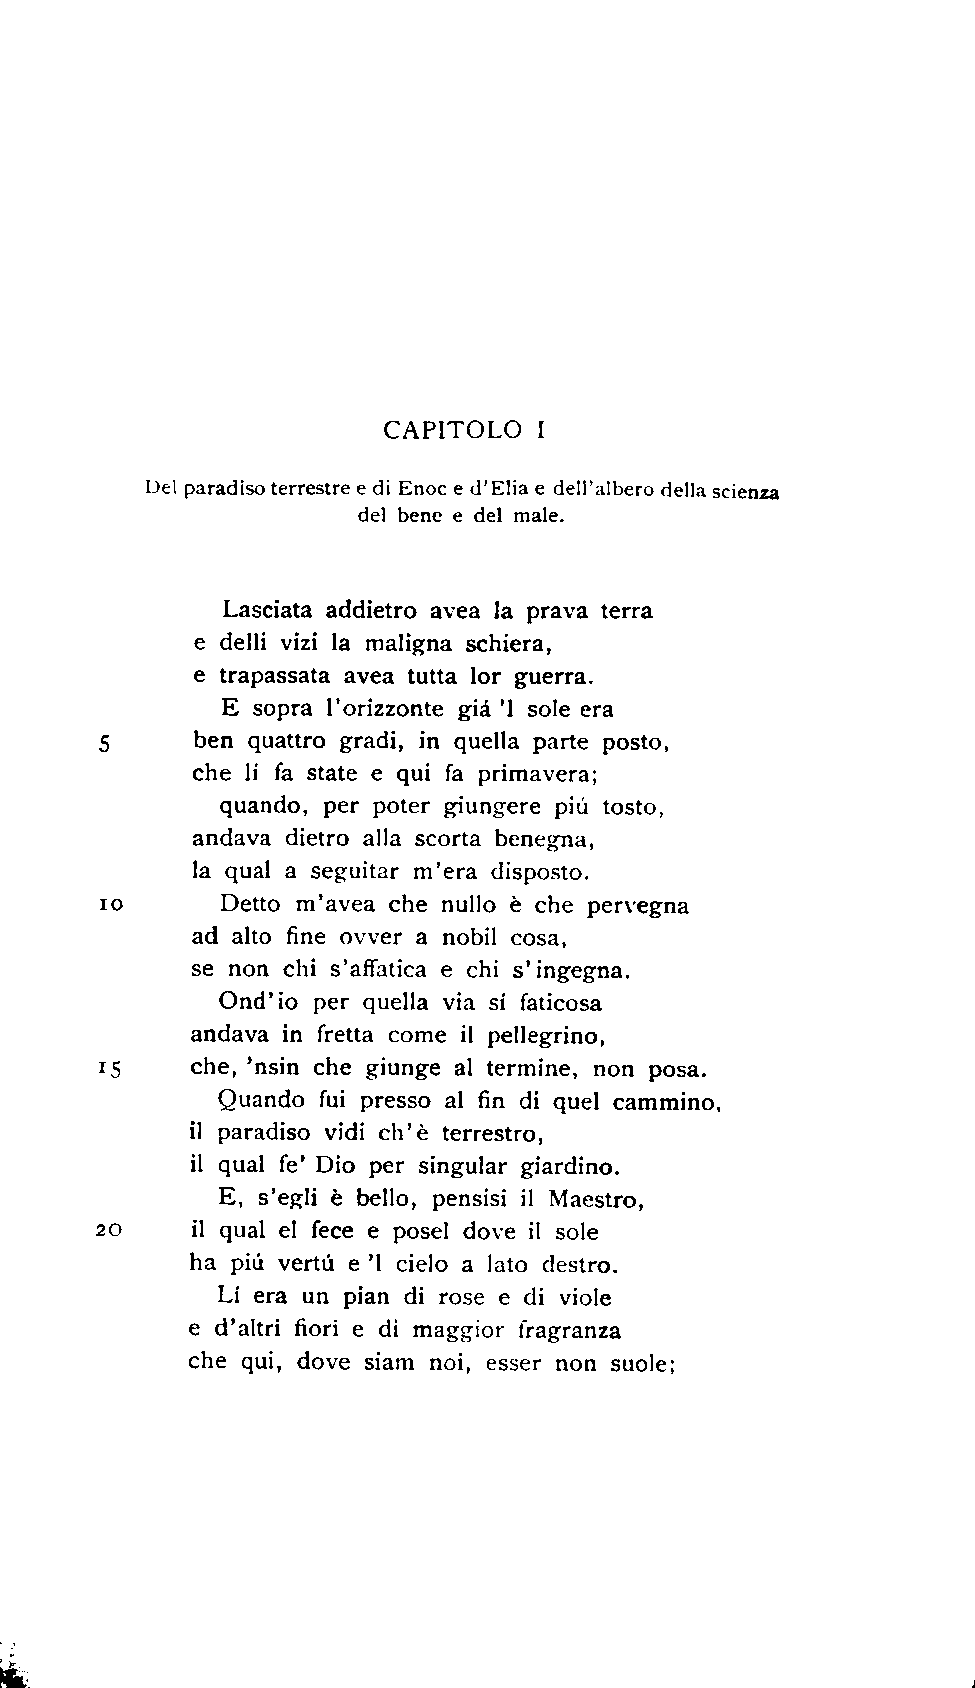 CAPITOLO I
Del paradiso terrestre e di Enoc e d'Elia e dell'albero della scienza
del bene e del male.
Lasciata addietro avea la prava terra
e delli vizi la maligna schiera,
e trapassata avea tutta lor guerra.
E sopra l'orizzonte giá 'l sole era
5 ben quattro gradi, in quella parte posto,
che lí fa state e qui fa primavera;
quando, per poter giungere piú tosto,
andava dietro alla scorta benegna,
la qual a seguitar m'era disposto.
10 Detto m'avea che nullo è che pervegna
ad alto fine ovver a nobil cosa,
se non chi s'affatica e chi s'ingegna.
Ond'io per quella via sí faticosa
andava in fretta come il pellegrino,
15 che, 'nsin che giunge al termine, non posa.
Quando fui presso al fin di quel cammino,
il paradiso vidi ch'è terrestro,
il qual fe' Dio per singular giardino.
E, s'egli è bello, pensisi il Maestro,
20 il qual el fece e posel dove il sole
ha piú vertú e 'l cielo a lato destro.
Lí era un pian di rose e di viole
e d'altri fiori e di maggior fragranza
che qui, dove siam noi, esser non suole;